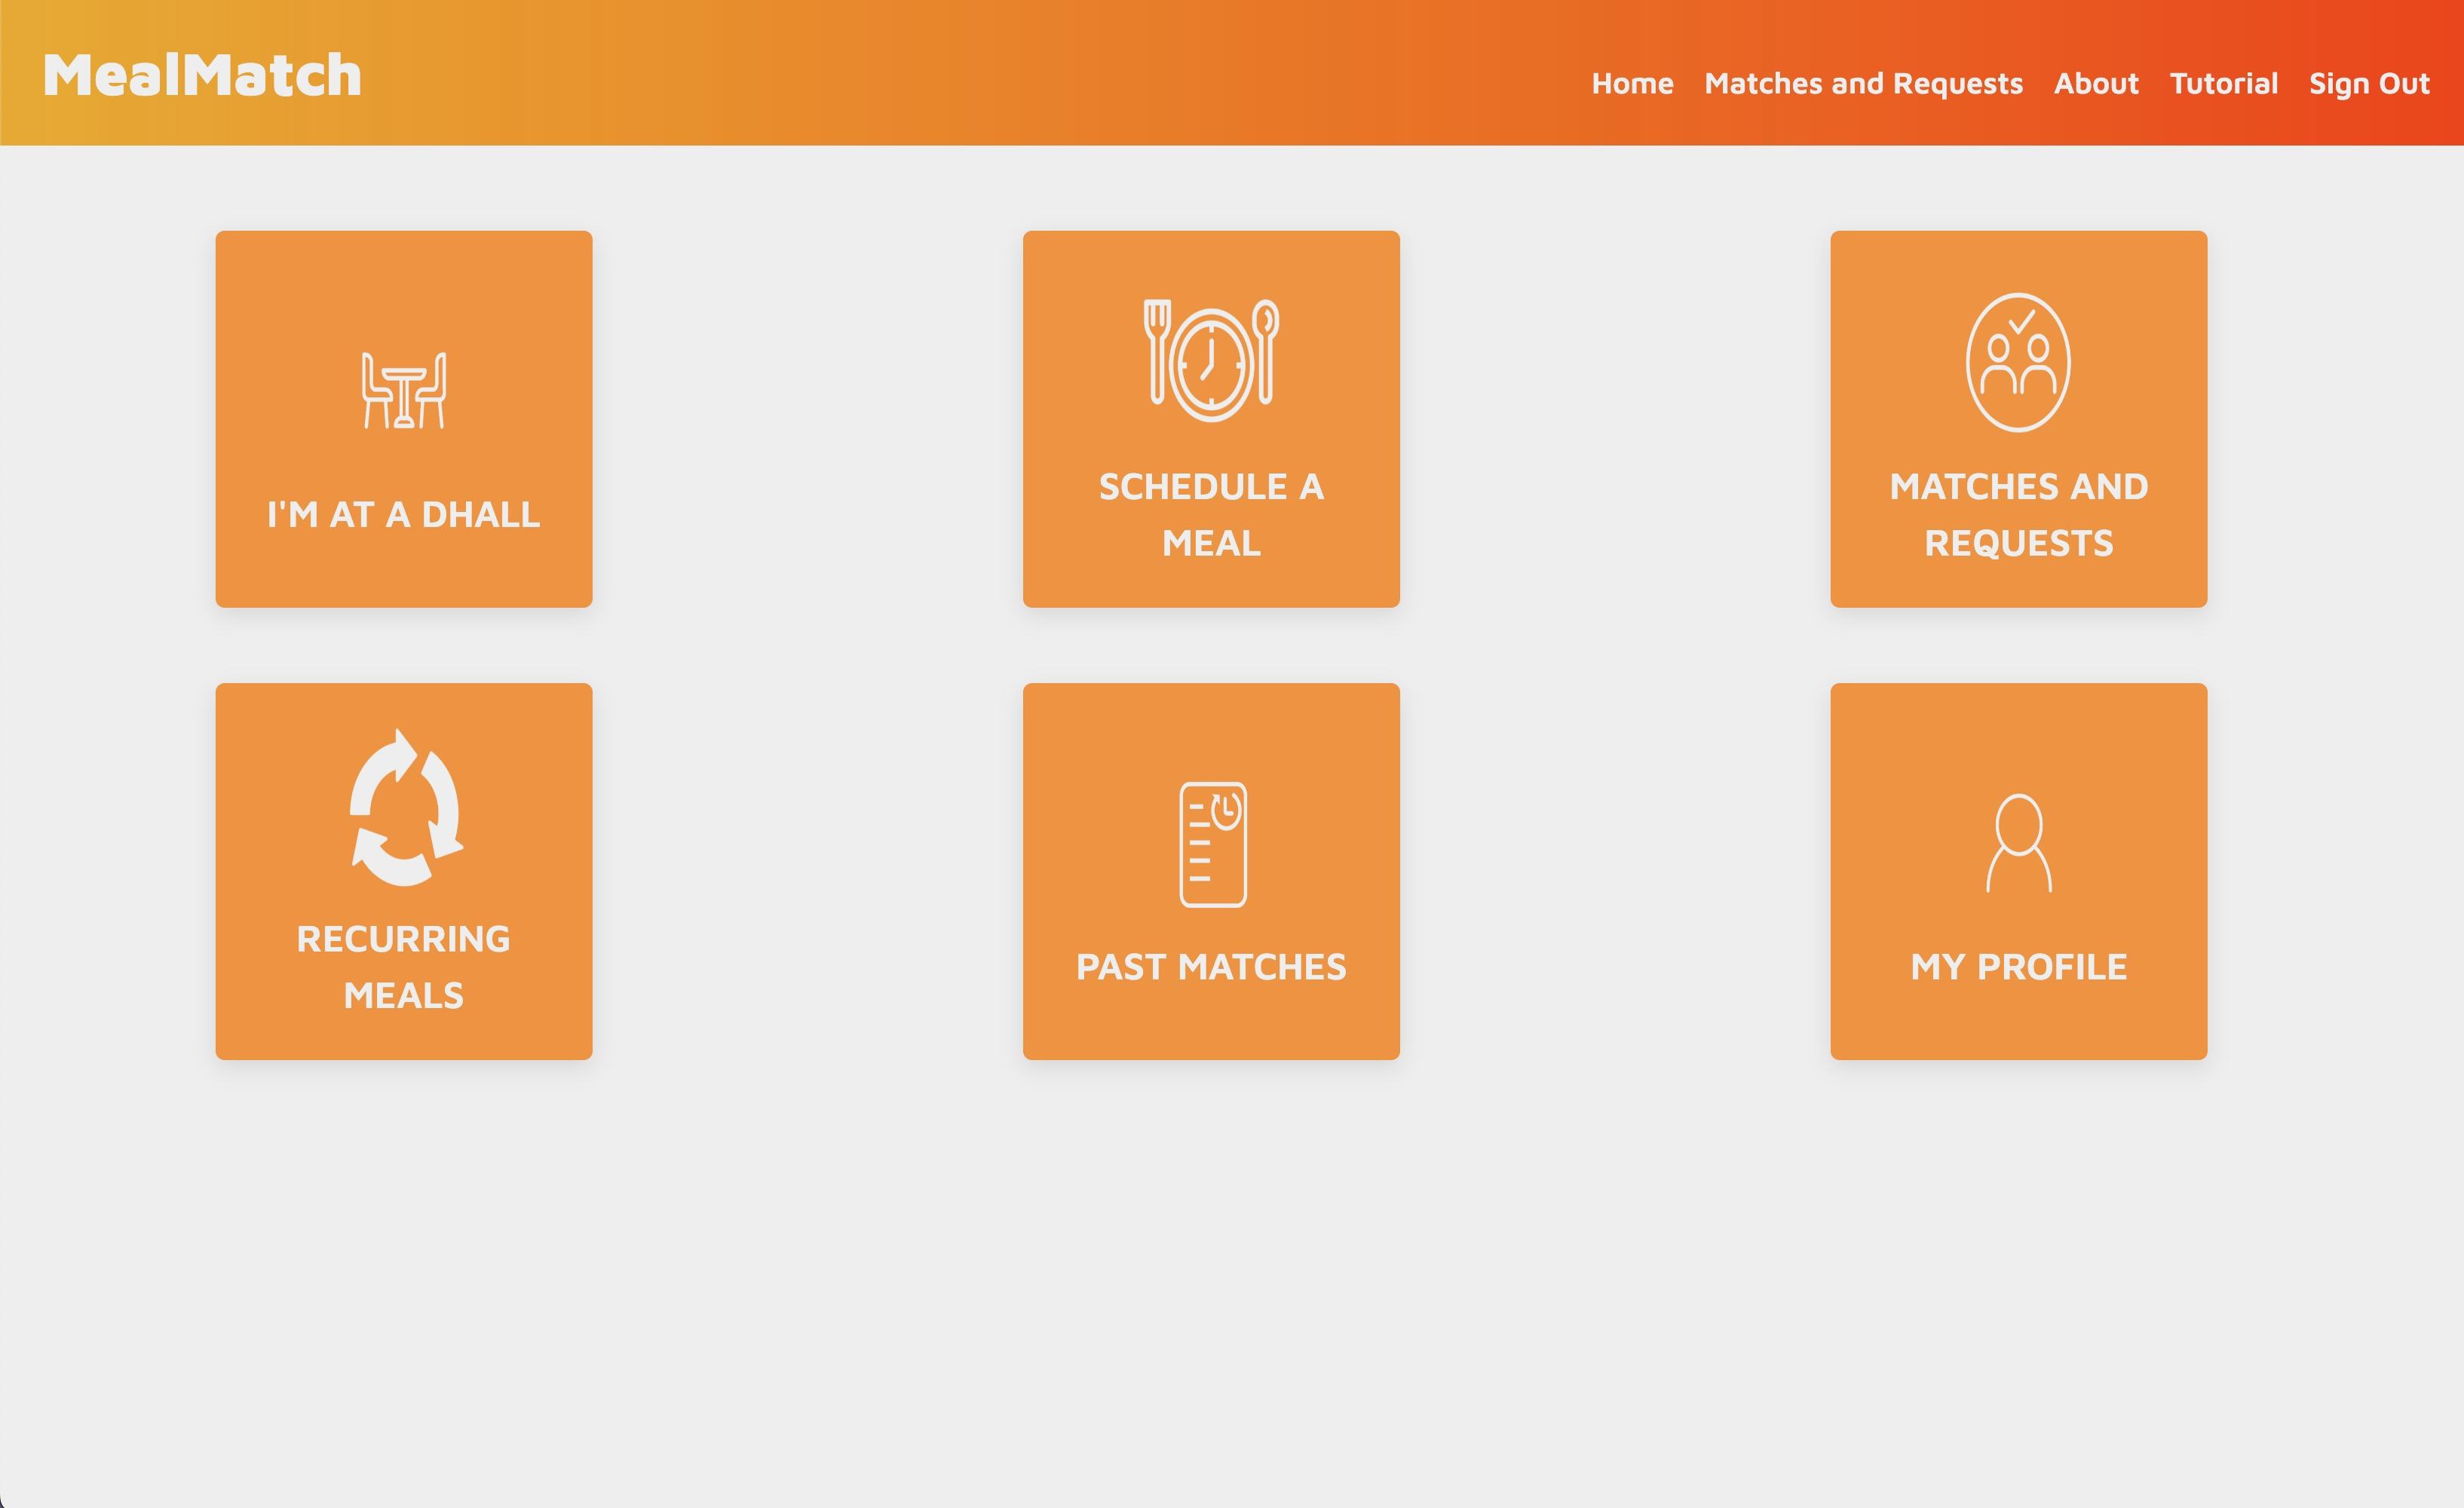 MealMatch
Home Matches and Requests About Tutorial Sign Out
I'M AT A DHALL
SCHEDULE A
MEAL
MATCHES AND
REQUESTS
RECURRING
MEALS
PAST MATCHES
MY PROFILE